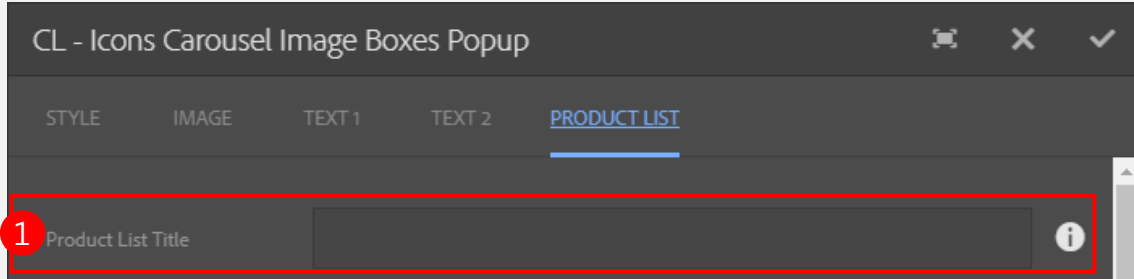 CL - Icons Carousel Image Boxes Popup
STYLE IMAGE TEXT 1 TEXT 2 PRODUCT LIST
1 Product List Title